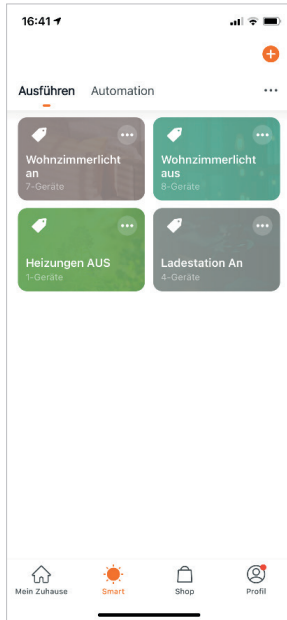 16:41
Ausführen Automation
Wohnzimmerlicht
an
7-Geräte
Wohnzimmerlicht
aus
8-Geräte
Heizungen AUS
1-Geräte
Ladestation An
4-Geräte
Mein Zuhause Smart Shop Profil